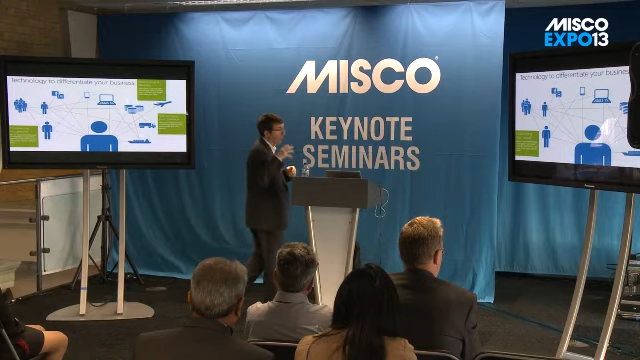 MISCO
EXPO13
MISCO
KEYNOTE
SEMINARS
Technology to differentiate your business
Technology to differentiate your business